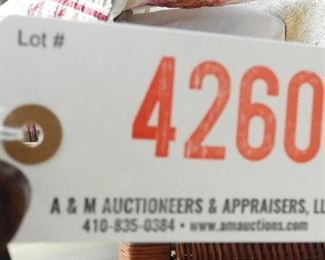 Lot #
4260
A & M AUCTIONEERS & APPRAISERS, LL
410-835-0384 • www.amauctions.com